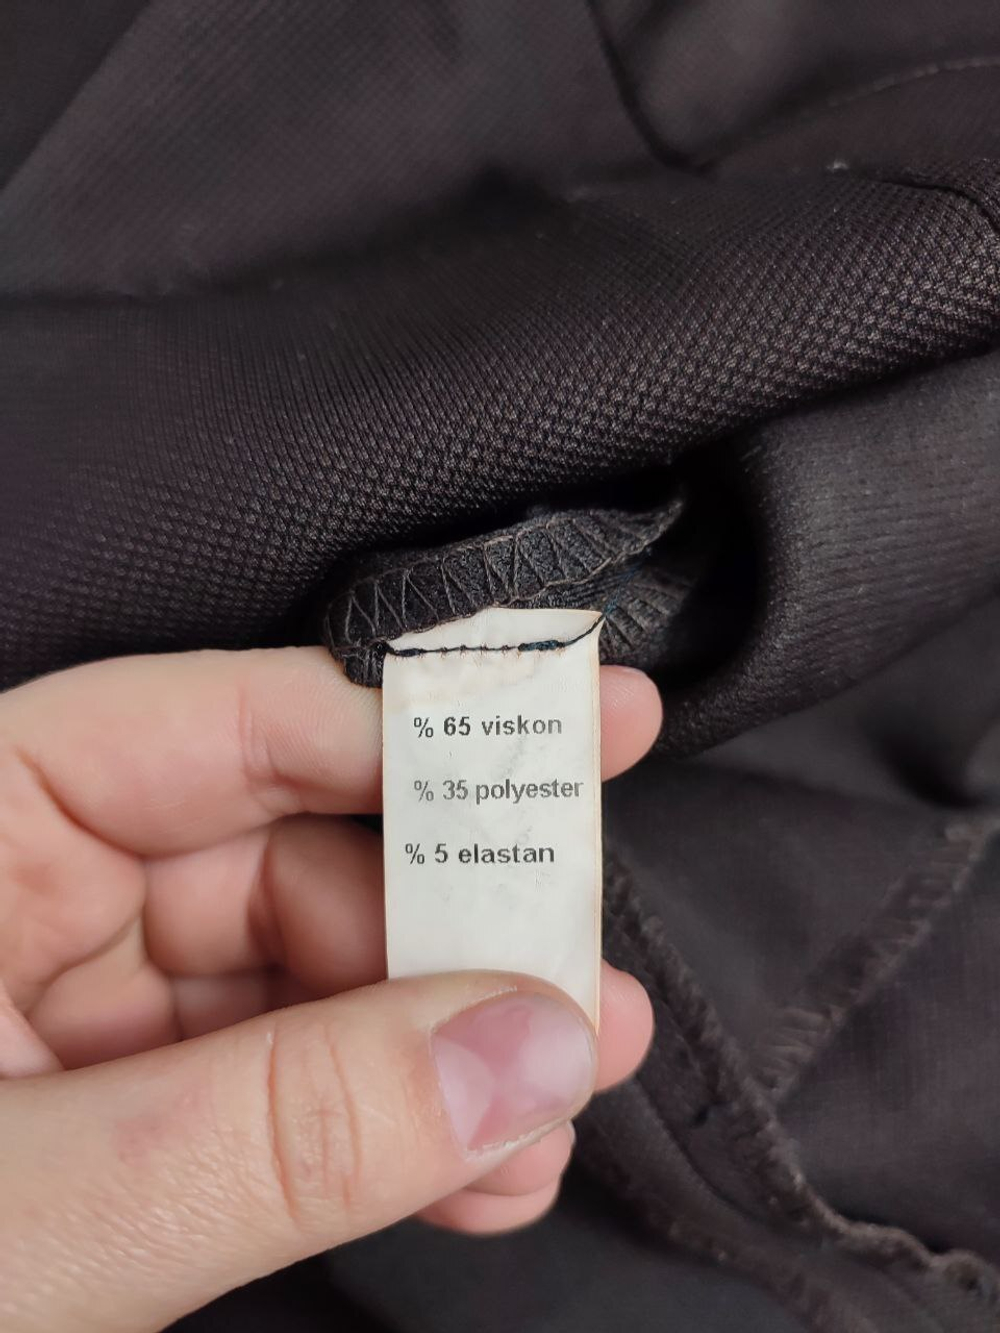 % 65 viskon
% 35 polyester
% 5 elastan